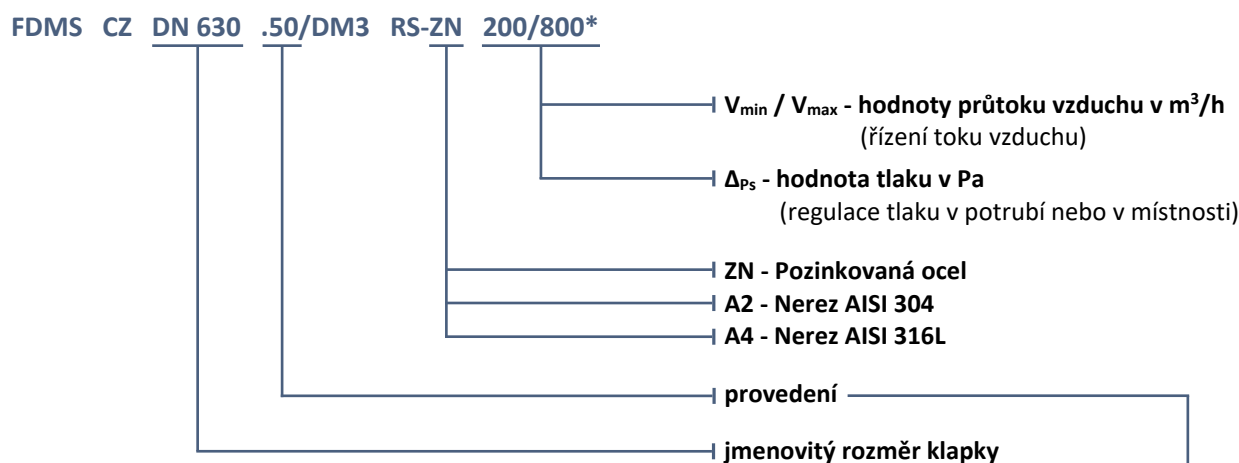 FDMS CZ DN 630 .50/DM3 RS-ZN 200/800*
Vmin / Vmax - hodnoty průtoku vzduchu v m³/h
(řízení toku vzduchu)
ΔPs - hodnota tlaku v Pa
(regulace tlaku v potrubí nebo v místnosti)
ZN - Pozinkovaná ocel
A2 - Nerez AISI 304
A4 - Nerez AISI 316L
provedení
jmenovitý rozměr klapky